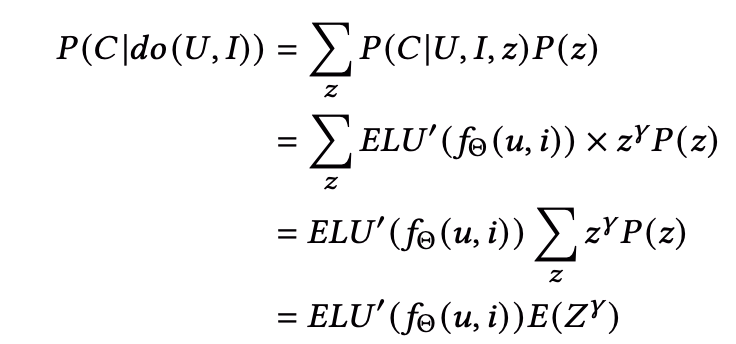 P(C|do(U, I)) = ∑_z P(C|U, I, z)P(z)
= ∑_z ELU′(f_Θ(u, i)) × z^γ P(z)
= ELU′(f_Θ(u, i)) ∑_z z^γ P(z)
= ELU′(f_Θ(u, i))E(Z^γ)